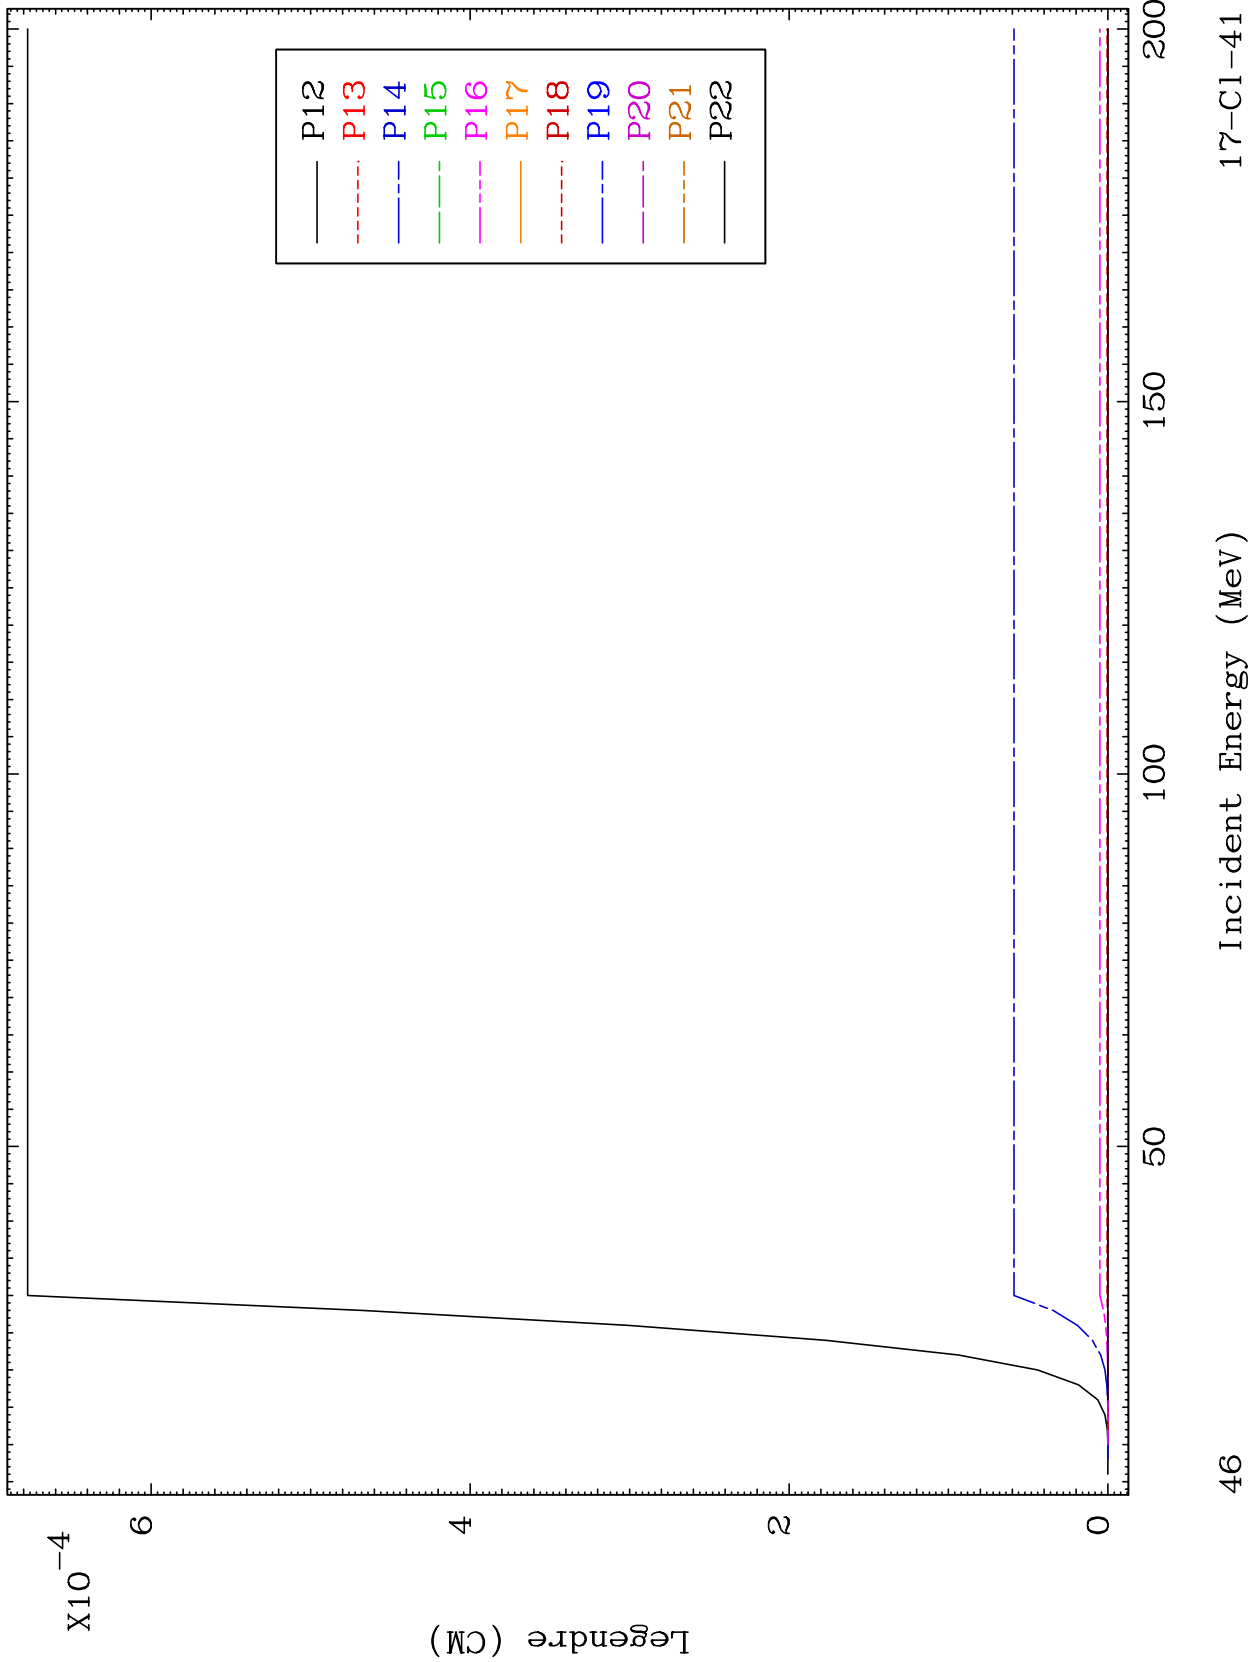 X10-4
6
4
2
0
Legendre (CM)
P12
P13
P14
P15
P16
P17
P18
P19
P20
P21
P22
50
100
150
200
Incident Energy (MeV)
46
17-Cl-41